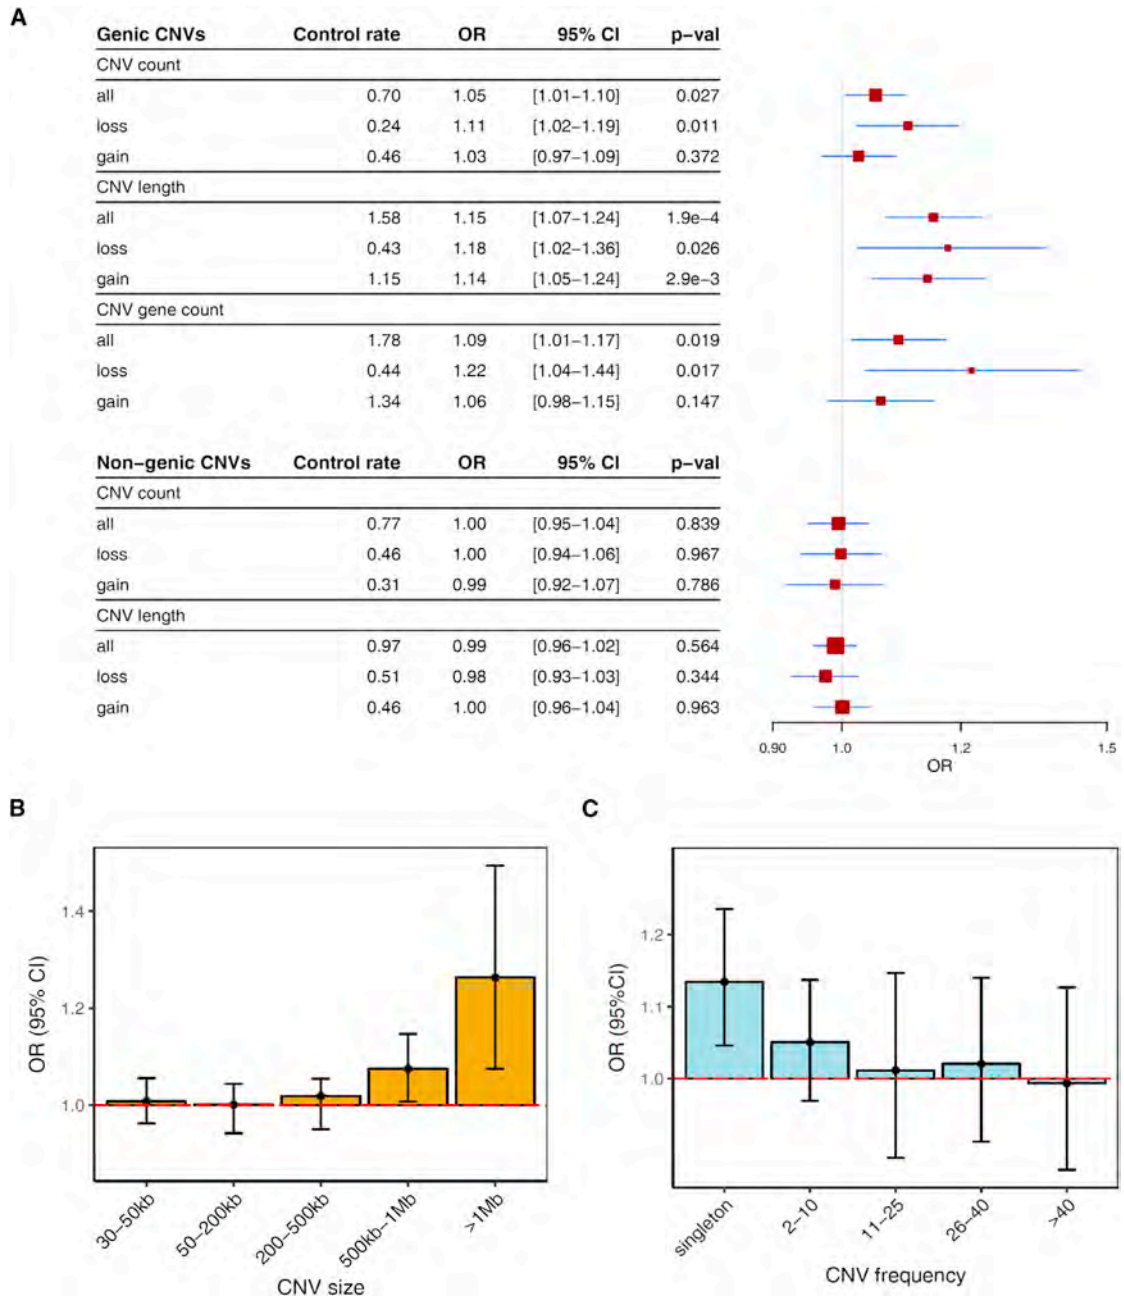 A
Genic CNVs Control rate OR 95% CI p-val
CNV count
all 0.70 1.05 [1.01–1.10] 0.027
loss 0.24 1.11 [1.02–1.19] 0.011
gain 0.46 1.03 [0.97–1.09] 0.372
CNV length
all 1.58 1.15 [1.07–1.24] 1.9e–4
loss 0.43 1.18 [1.02–1.36] 0.026
gain 1.15 1.14 [1.05–1.24] 2.9e–3
CNV gene count
all 1.78 1.09 [1.01–1.17] 0.019
loss 0.44 1.22 [1.04–1.44] 0.017
gain 1.34 1.06 [0.98–1.15] 0.147
Non-genic CNVs Control rate OR 95% CI p-val
CNV count
all 0.77 1.00 [0.95–1.04] 0.839
loss 0.46 1.00 [0.94–1.06] 0.967
gain 0.31 0.99 [0.92–1.07] 0.786
CNV length
all 0.97 0.99 [0.96–1.02] 0.564
loss 0.51 0.98 [0.93–1.03] 0.344
gain 0.46 1.00 [0.96–1.04] 0.963
0.90 1.0 1.2 1.5
OR
B
OR (95% CI)
1.4
1.2
1.0
30–50kb 50–200kb 200–500kb 500kb–1Mb >1Mb
CNV size
C
OR (95%CI)
1.2
1.1
1.0
singleton 2–10 11–25 26–40 >40
CNV frequency